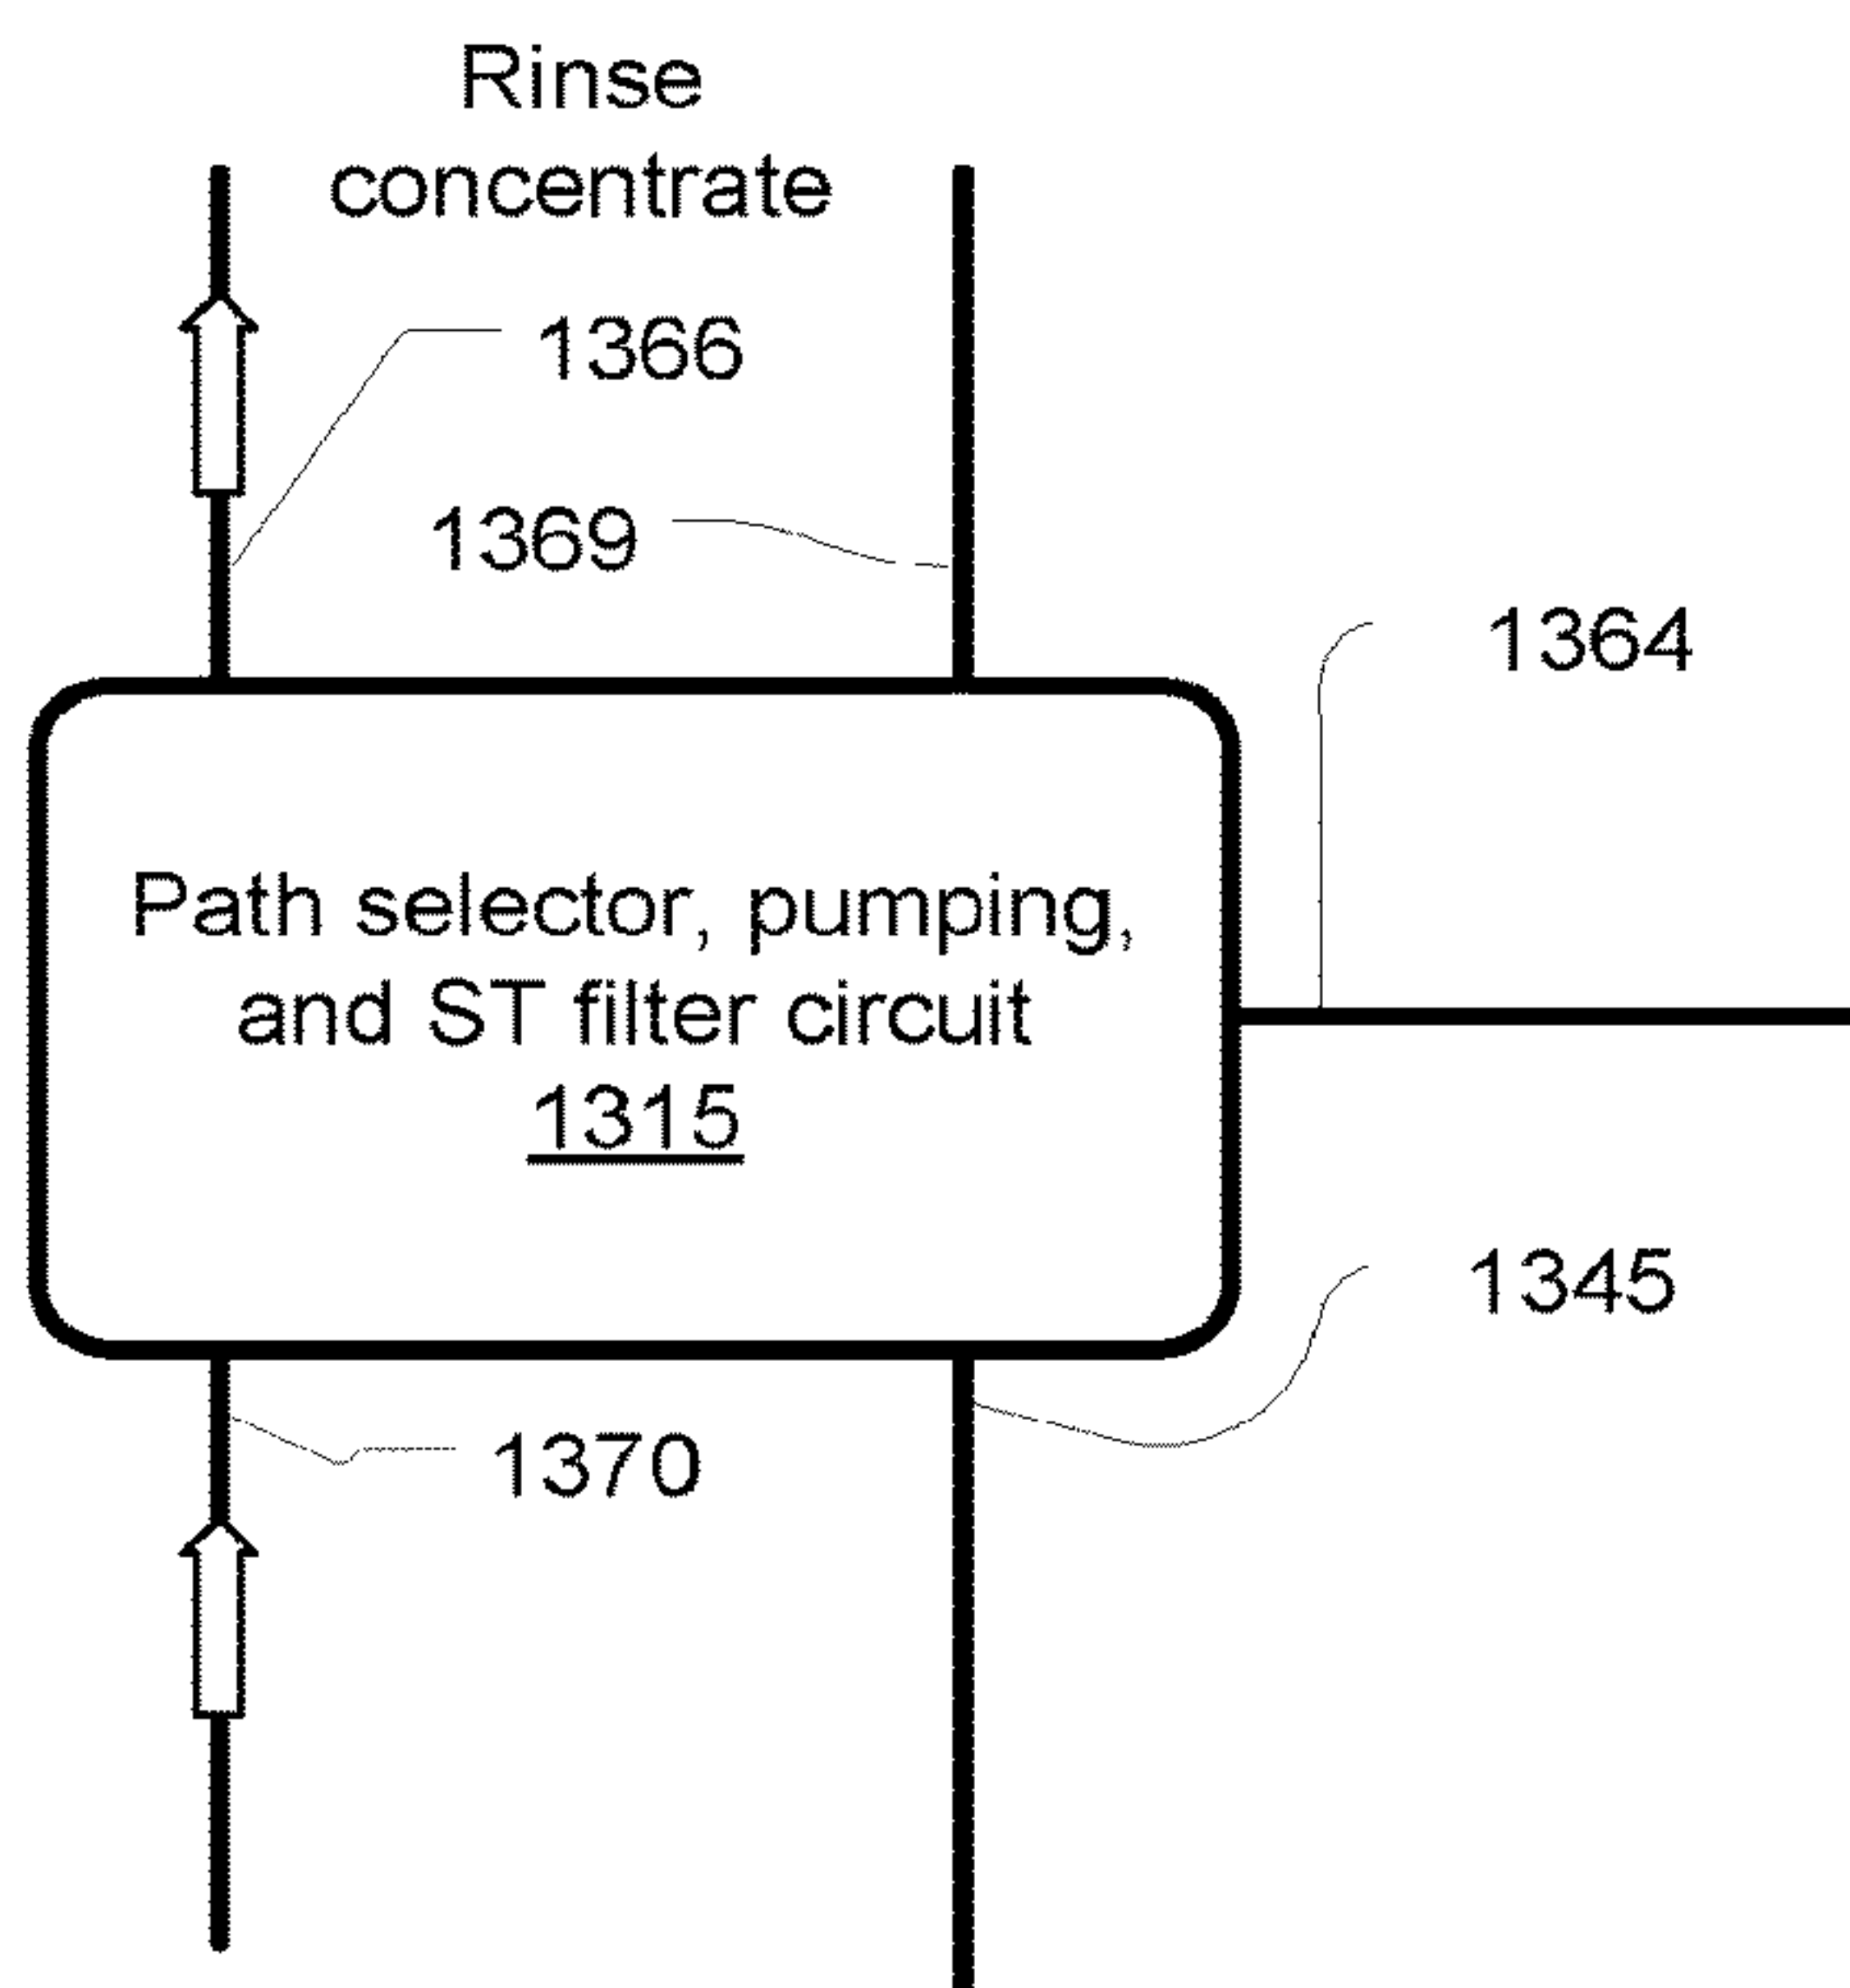 Rinse
concentrate
1366
1369
1364
Path selector, pumping,
and ST filter circuit
1315
1345
1370